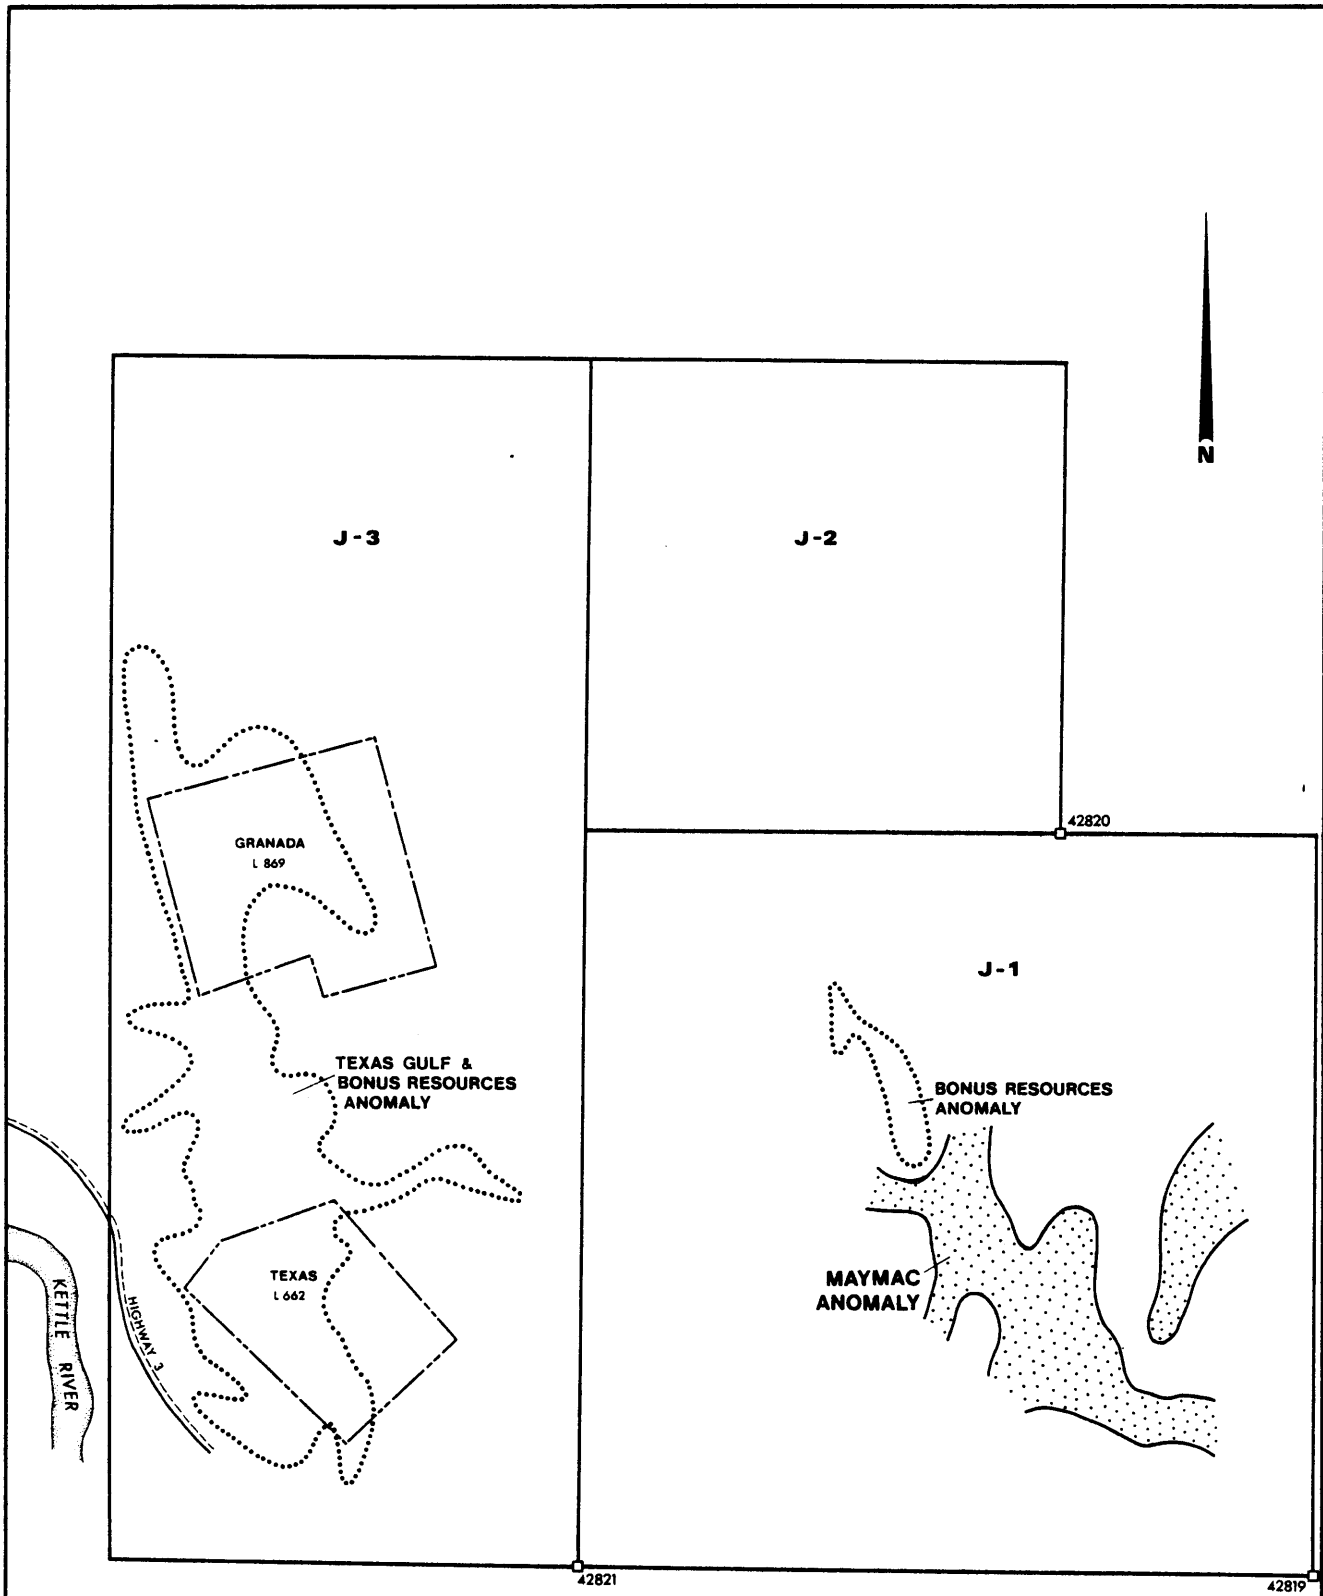 N
J-3
J-2
42820
GRANADA
L 869
J-1
TEXAS GULF &
BONUS RESOURCES
ANOMALY
BONUS RESOURCES
ANOMALY
MAYMAC
ANOMALY
TEXAS
L 662
HIGHWAY 3
KETTLE RIVER
42821
42819